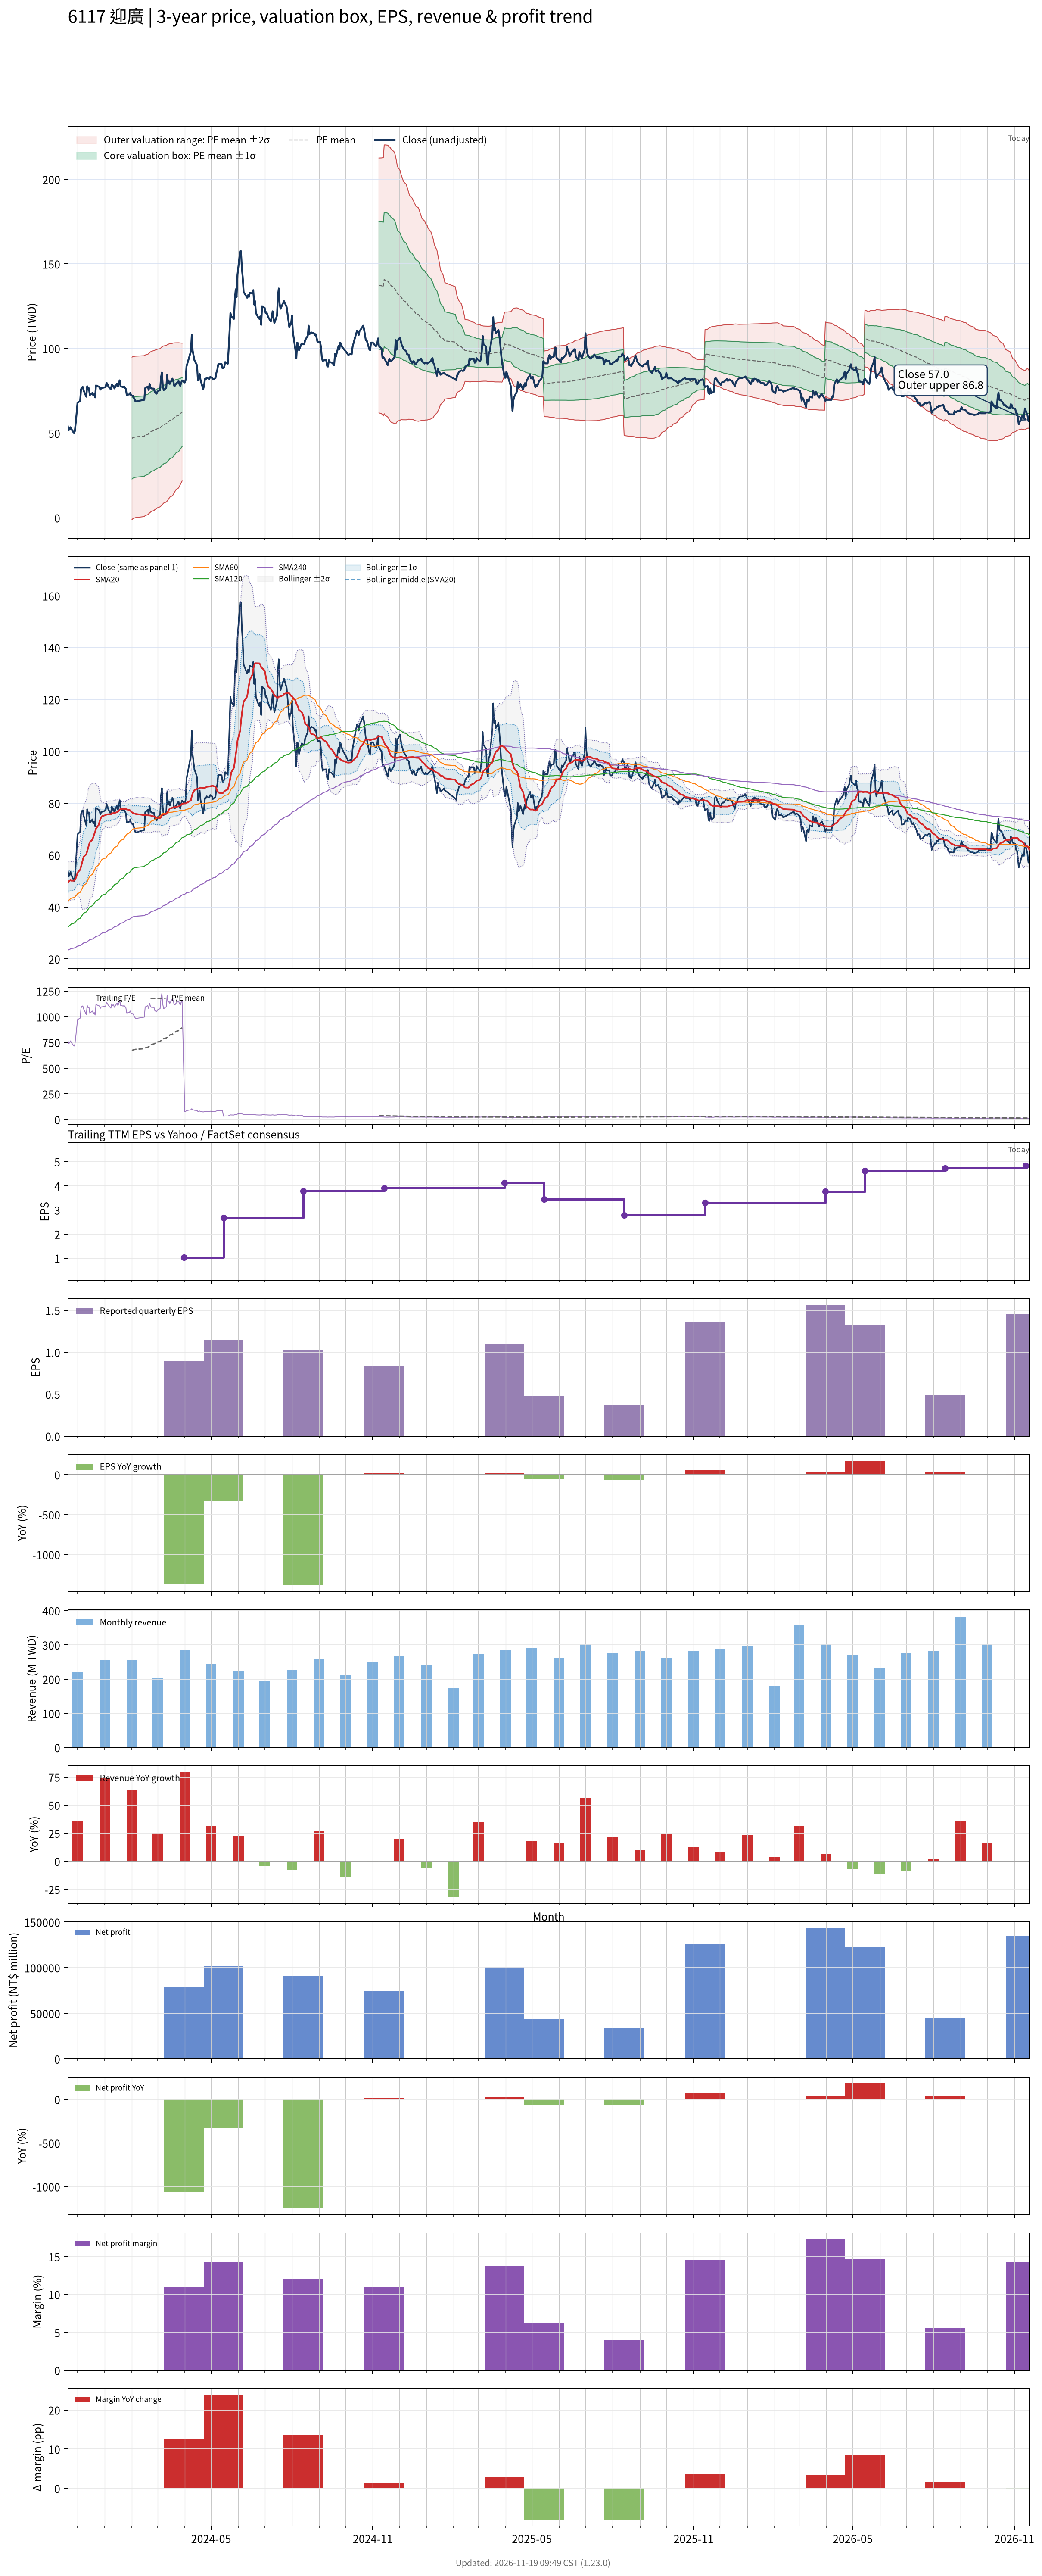 6117 迎廣 | 3-year price, valuation box, EPS, revenue & profit trend
Outer valuation range: PE mean ±2σ
PE mean
Close (unadjusted)
Core valuation box: PE mean ±1σ
Today
Price (TWD)
200
150
100
50
0
Close 57.0
Outer upper 86.8
Close (same as panel 1)
SMA60
SMA240
Bollinger ±1σ
SMA20
SMA120
Bollinger ±2σ
Bollinger middle (SMA20)
Price
160
140
120
100
80
60
40
20
Trailing P/E
P/E mean
P/E
1250
1000
750
500
250
0
Trailing TTM EPS vs Yahoo / FactSet consensus
Today
EPS
5
4
3
2
1
Reported quarterly EPS
EPS
1.5
1.0
0.5
0.0
EPS YoY growth
YoY (%)
0
-500
-1000
Monthly revenue
Revenue (M TWD)
400
300
200
100
0
Revenue YoY growth
YoY (%)
75
50
25
0
-25
Month
Net profit
Net profit (NT$ million)
150000
100000
50000
0
Net profit YoY
YoY (%)
0
-500
-1000
Net profit margin
Margin (%)
15
10
5
0
Margin YoY change
Δ margin (pp)
20
10
0
2024-05
2024-11
2025-05
2025-11
2026-05
2026-11
Updated: 2026-11-19 09:49 CST (1.23.0)